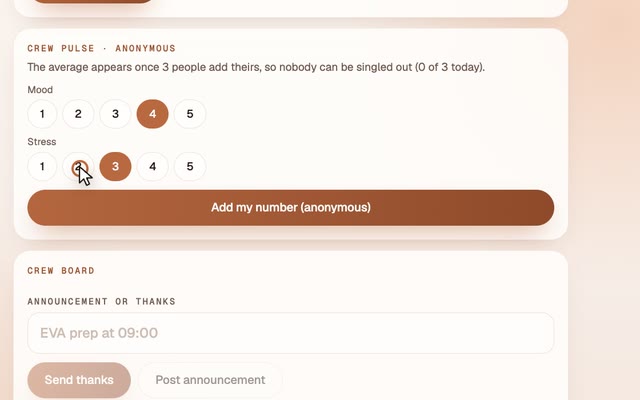 CREW PULSE · ANONYMOUS
The average appears once 3 people add theirs, so nobody can be singled out (0 of 3 today).
Mood
1 2 3 4 5
Stress
1 2 3 4 5
Add my number (anonymous)
CREW BOARD
ANNOUNCEMENT OR THANKS
EVA prep at 09:00
Send thanks Post announcement